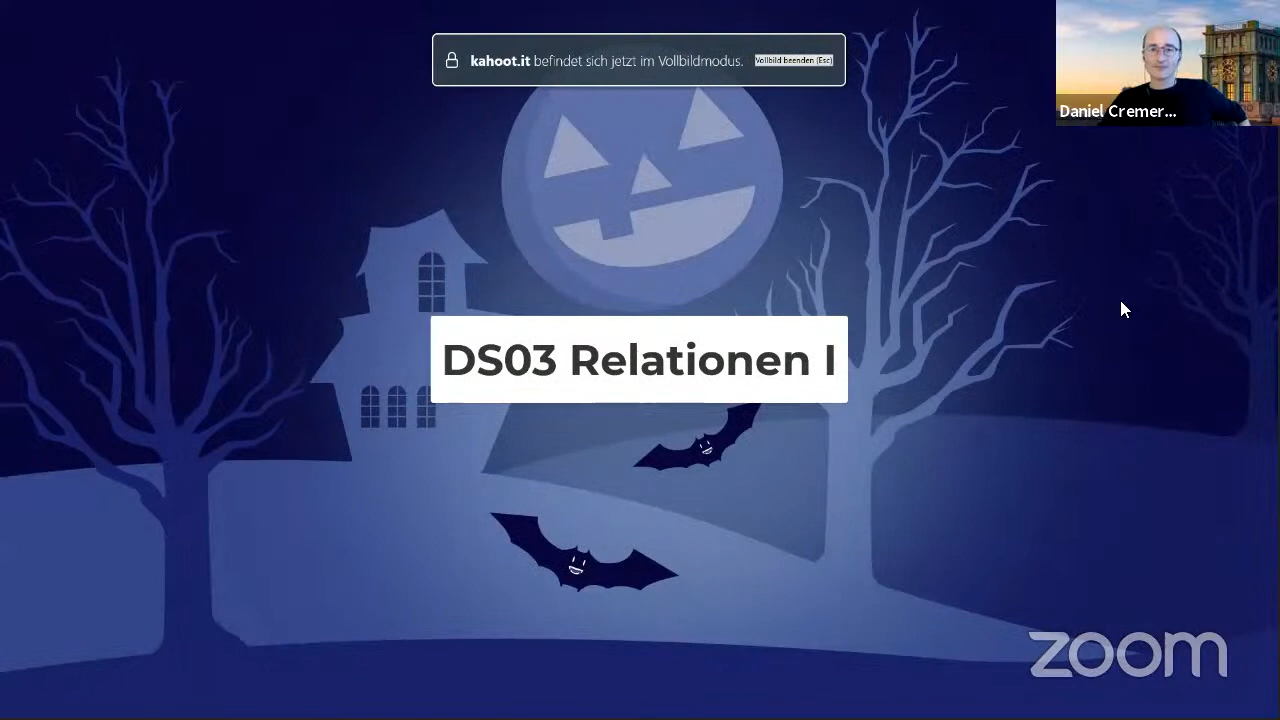 kahoot.it befindet sich jetzt im Vollbildmodus. Vollbild beenden (Esc)
Daniel Cremer...
DS03 Relationen I
zoom